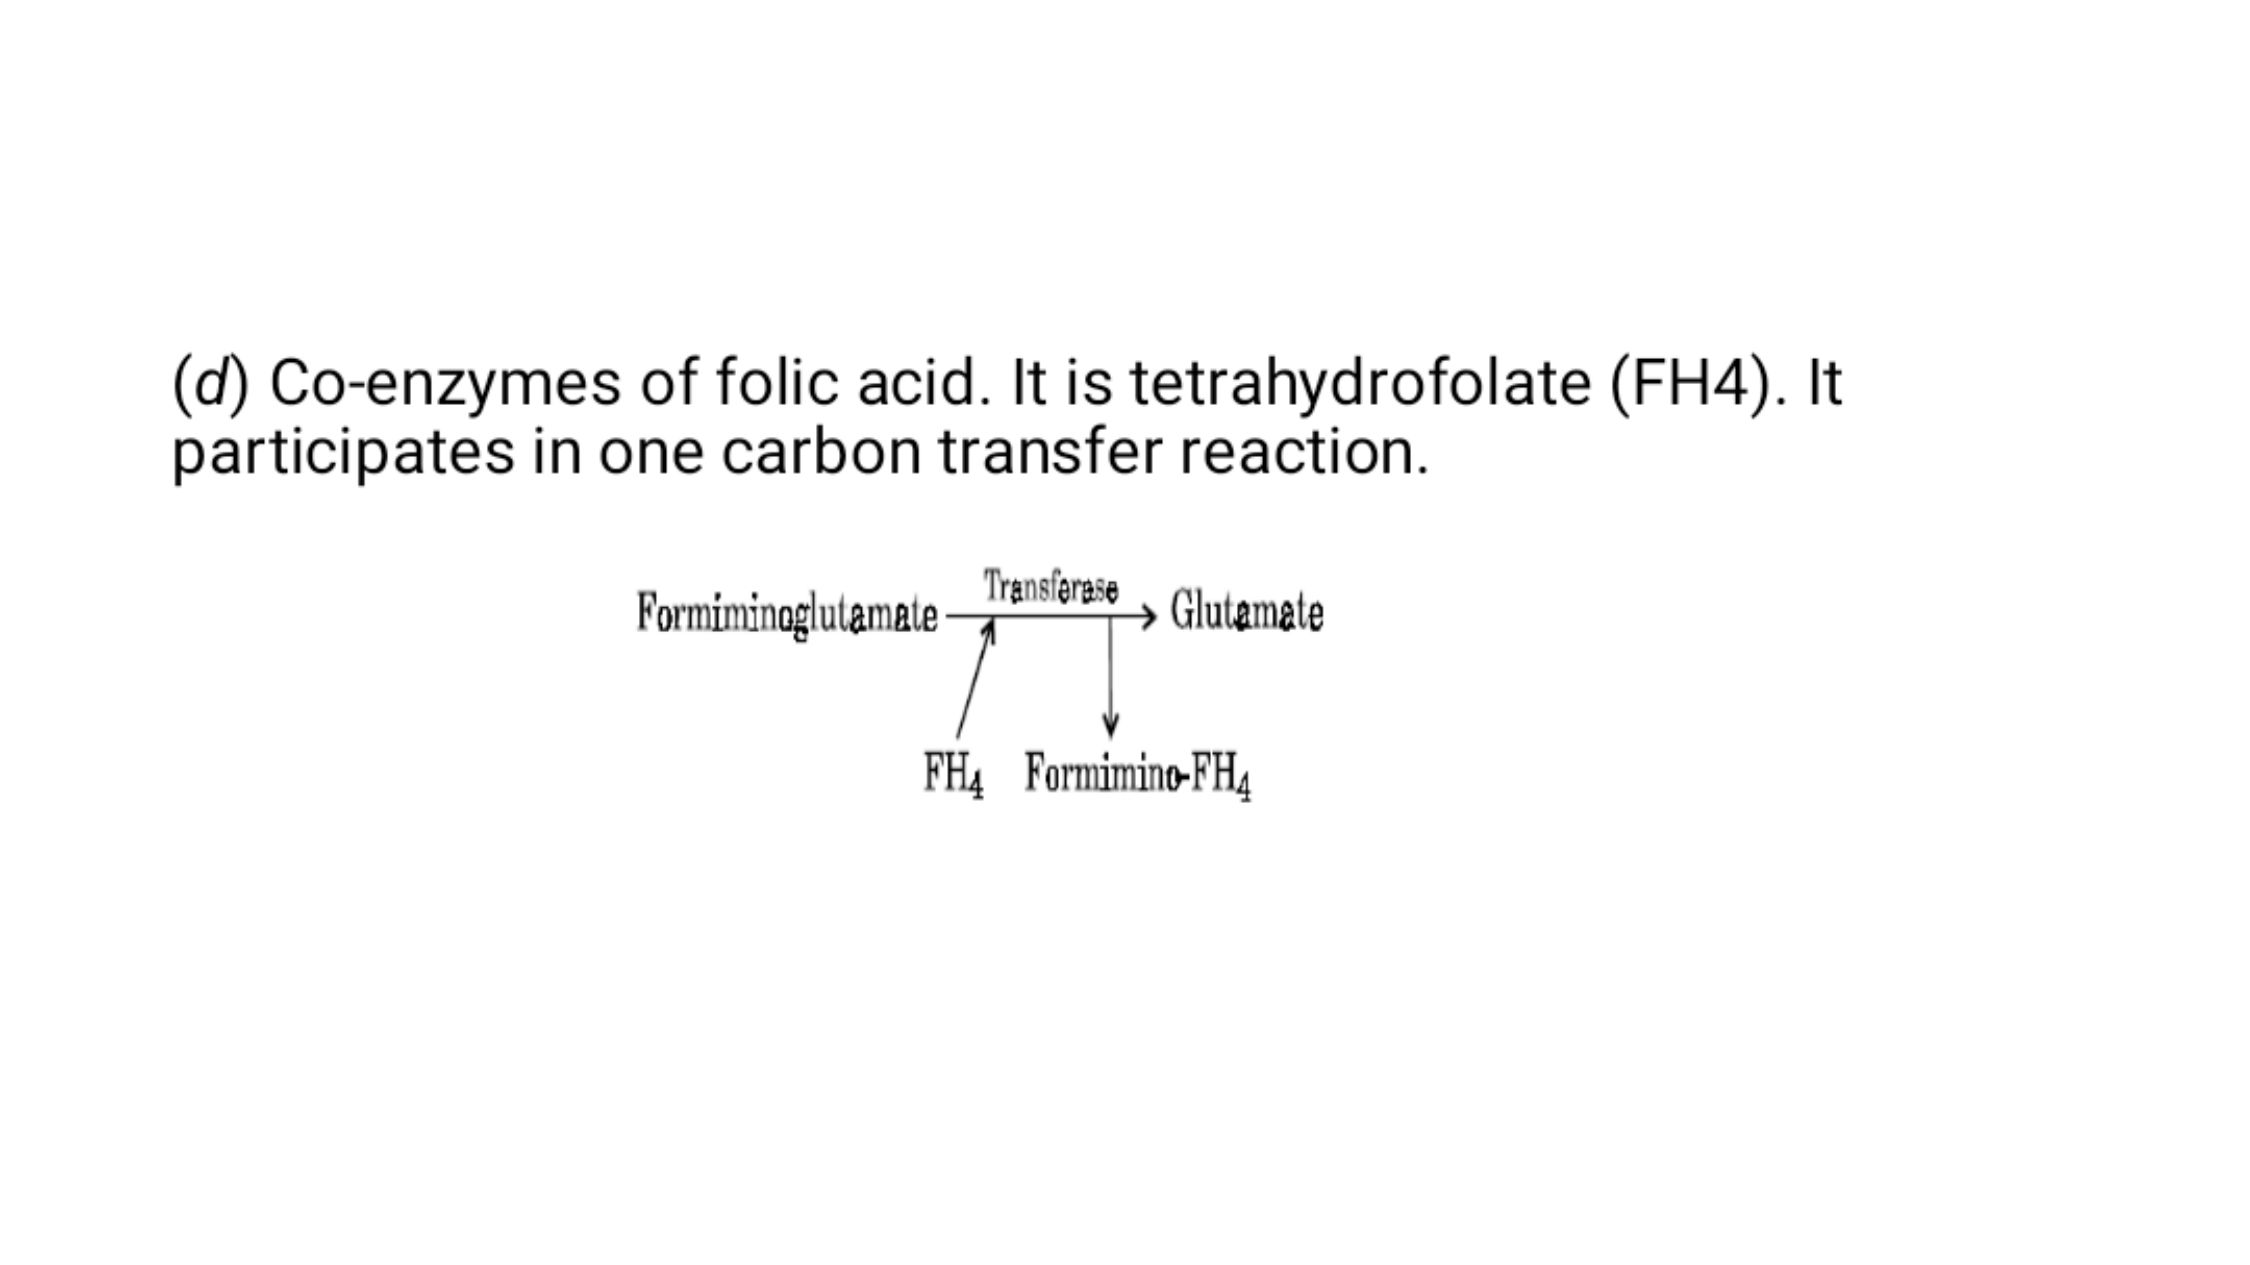 (d) Co-enzymes of folic acid. It is tetrahydrofolate (FH4). It
participates in one carbon transfer reaction.
Transferase
Formiminoglutamate Glutamate
FH₄ Formimino-FH₄